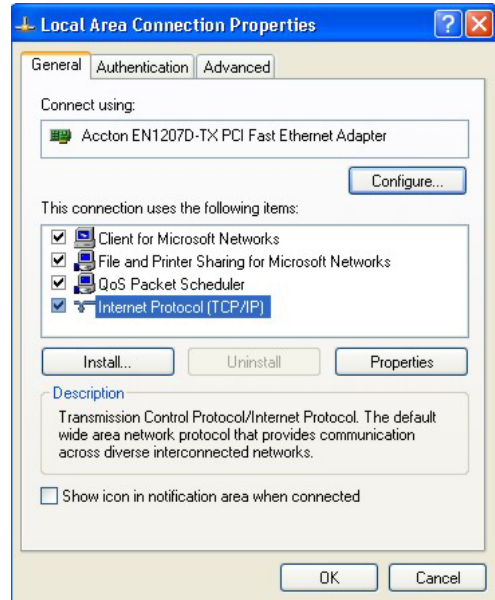 Local Area Connection Properties
General Authentication Advanced
Connect using:
Accton EN1207D-TX PCI Fast Ethernet Adapter
Configure...
This connection uses the following items:
Client for Microsoft Networks
File and Printer Sharing for Microsoft Networks
QoS Packet Scheduler
Internet Protocol (TCP/IP)
Install... Uninstall Properties
Description
Transmission Control Protocol/Internet Protocol. The default
wide area network protocol that provides communication
across diverse interconnected networks.
Show icon in notification area when connected
OK Cancel